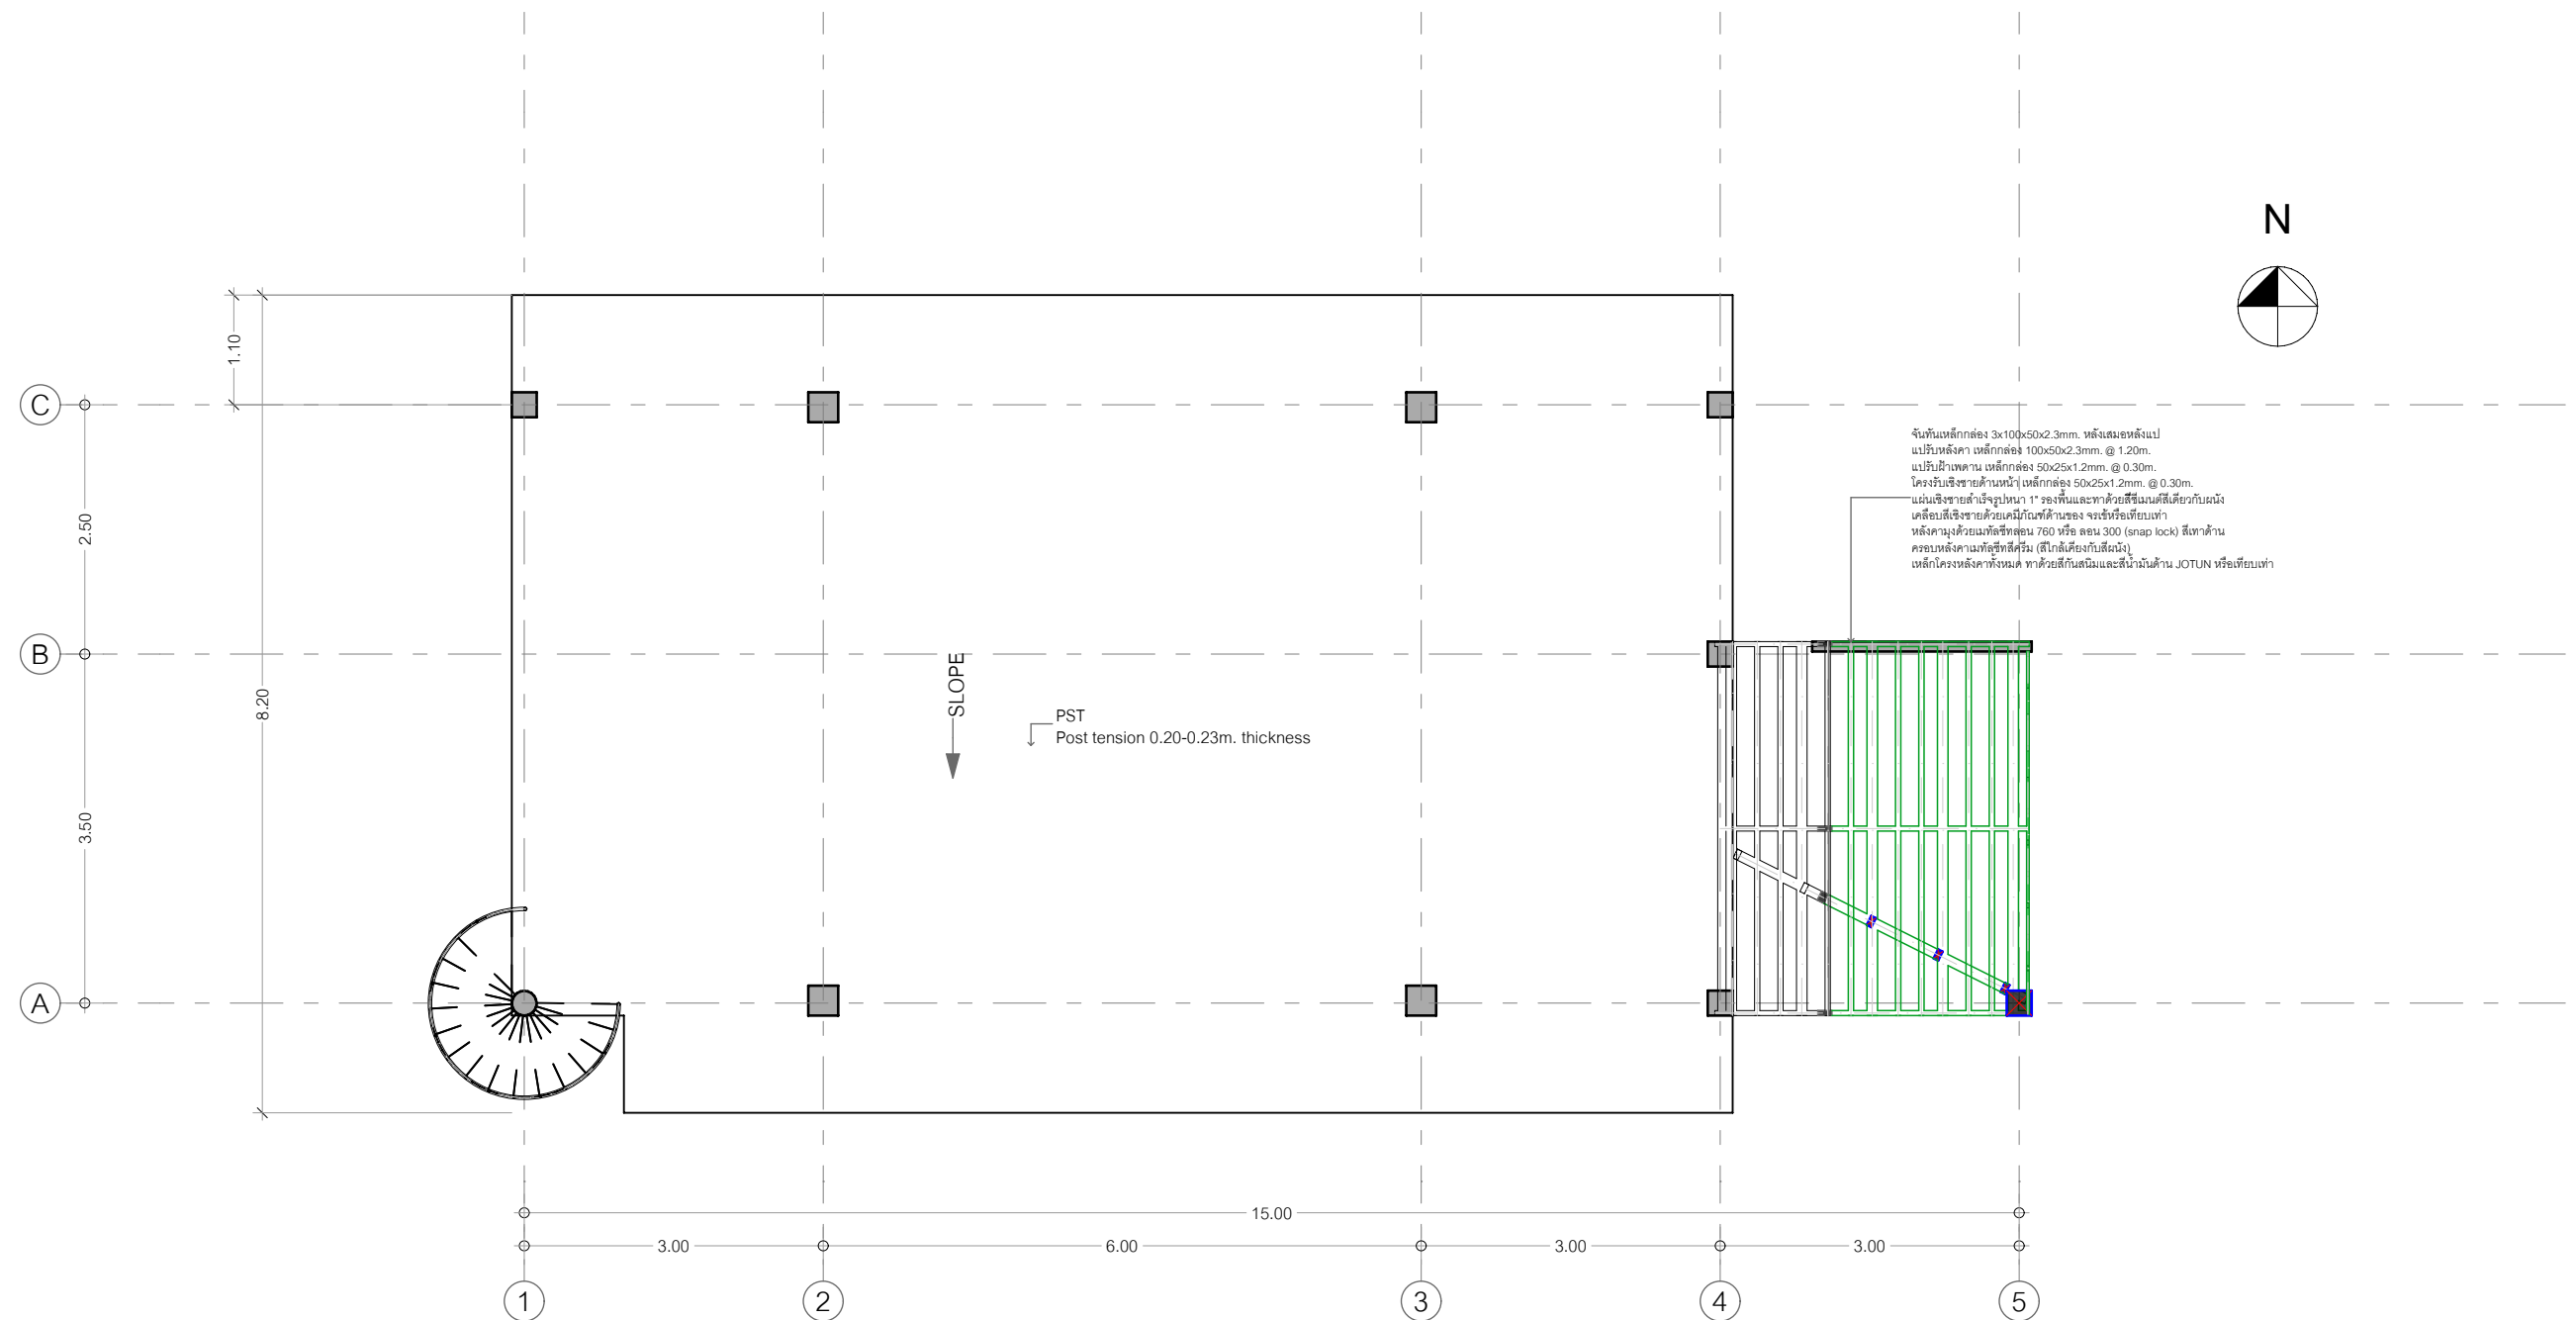 N
1.10
C
จันทันเหล็กกล่อง 3x100x50x2.3mm. หลังเสมอหลังแป
แปรับหลังคา เหล็กกล่อง 100x50x2.3mm. @ 1.20m.
แปรับฝ้าเพดาน เหล็กกล่อง 50x25x1.2mm. @ 0.30m.
โครงรับเชิงชายด้านหน้า เหล็กกล่อง 50x25x1.2mm. @ 0.30m.
แผ่นเชิงชายสำเร็จรูปหนา 1" รองพื้นและทาด้วยสีซีเมนต์สีเดียวกับผนัง
เคลือบสีเชิงชายด้วยเคมีภัณฑ์ด้านของ จรเข้หรือเทียบเท่า
หลังคามุงด้วยเมทัลชีทลอน 760 หรือ ลอน 300 (snap lock) สีเทาด้าน
ครอบหลังคาเมทัลชีทสีครีม (สีใกล้เคียงกับสีผนัง)
เหล็กโครงหลังคาทั้งหมด ทาด้วยสีกันสนิมและสีน้ำมันด้าน JOTUN หรือเทียบเท่า
2.50
B
SLOPE
8.20
PST
Post tension 0.20-0.23m. thickness
3.50
A
15.00
3.00
6.00
3.00
3.00
1
2
3
4
5